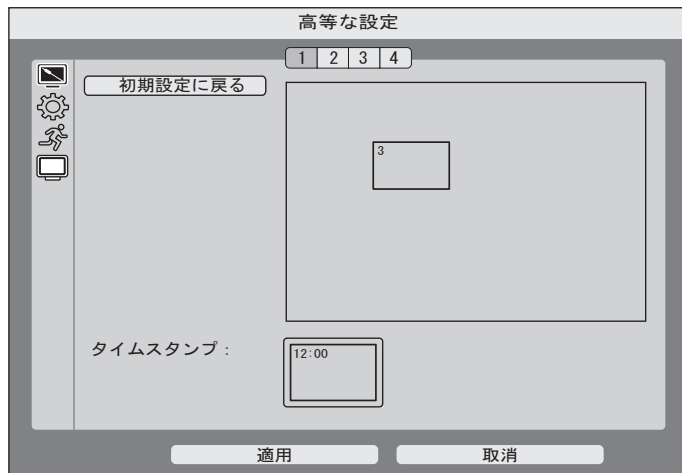 高等な設定
1 2 3 4
初期設定に戻る
3
タイムスタンプ：
12:00
適用 取消